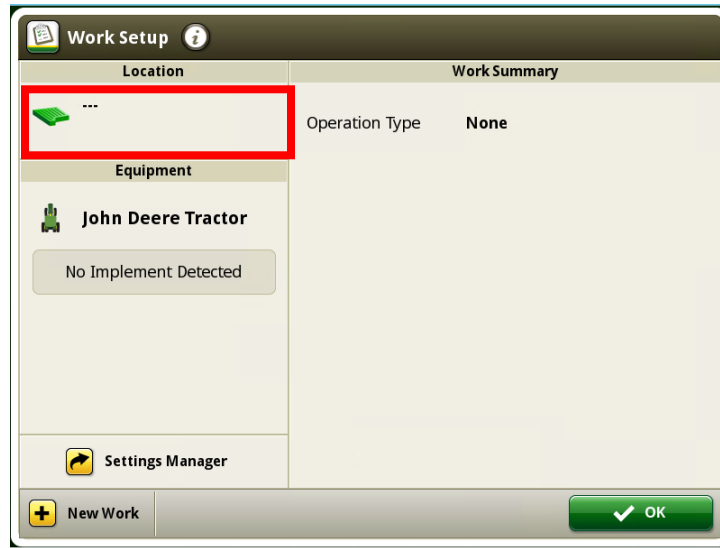 Work Setup
Location
---
Equipment
John Deere Tractor
No Implement Detected
Settings Manager
New Work
Work Summary
Operation Type None
OK